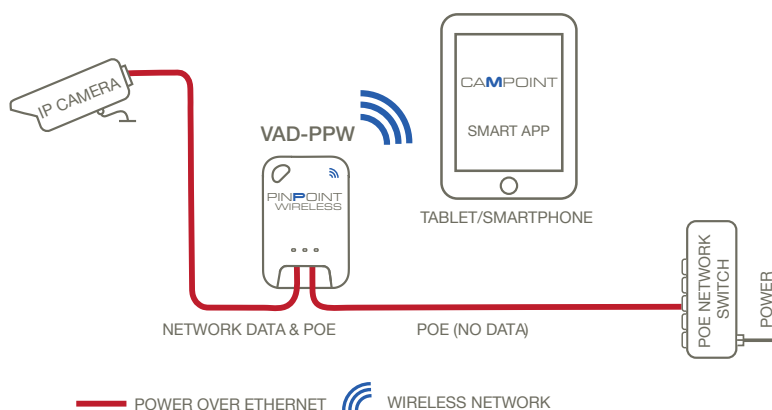 IP CAMERA
VAD-PPW
PINPOINT
WIRELESS
CAMPOINT
SMART APP
TABLET/SMARTPHONE
POE NETWORK
SWITCH
POWER
NETWORK DATA & POE
POE (NO DATA)
POWER OVER ETHERNET
WIRELESS NETWORK